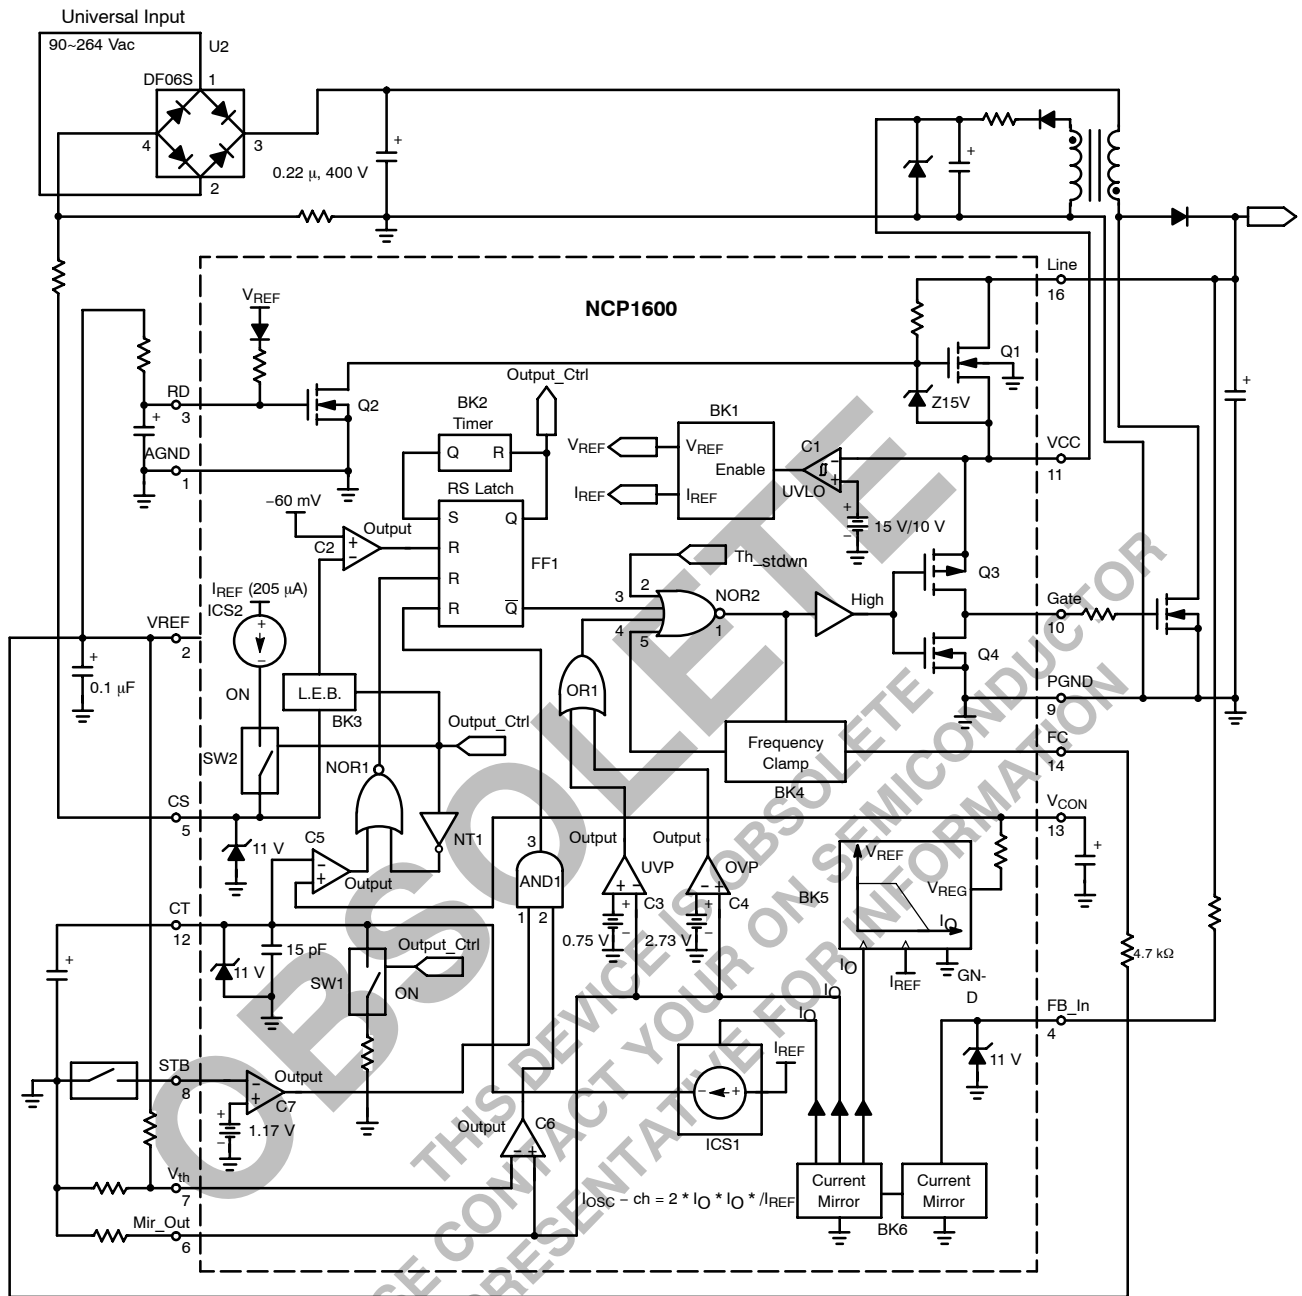 Universal Input
90~264 Vac
U2
DF06S
1
4
3
2
+
0.22 µ, 400 V
+
Line
16
VREF
NCP1600
Q1
Output_Ctrl
RD
3
Q2
BK2
Timer
BK1
Z15V
+
+
AGND
1
Q
R
VREF
VREF
Enable
C1
UVLO
VCC
11
RS Latch
IREF
IREF
+
15 V/10 V
–60 mV
Output
C2
S
Q
R
FF1
R
R
Q
Th_stdwn
2
3
4
5
NOR2
1
High
Q3
Gate
10
Q4
IREF (205 µA)
ICS2
VREF
2
+
0.1 µF
ON
L.E.B.
BK3
OR1
PGND
9
SW2
Output_Ctrl
Frequency
Clamp
BK4
FC
14
NOR1
CS
5
VCON
13
+
11 V
C5
Output
NT1
3
AND1
1
2
Output
UVP
C3
0.75 V
Output
OVP
C4
2.73 V
BK5
VREF
VREG
IO
CT
12
+
15 pF
11 V
SW1
Output_Ctrl
ON
IO
IREF
GN-
D
4.7 kΩ
IO
IO
FB_In
4
11 V
STB
8
Output
C7
+
1.17 V
IREF
ICS1
Output
C6
Vth
7
IOSC – ch = 2 * IO * IO * /IREF
Current
Mirror
Current
Mirror
BK6
Mir_Out
6
OBSOLETE
THIS DEVICE IS OBSOLETE
SE CONTACT YOUR ON SEMICONDUCTOR
PRESENTATIVE FOR INFORMATION